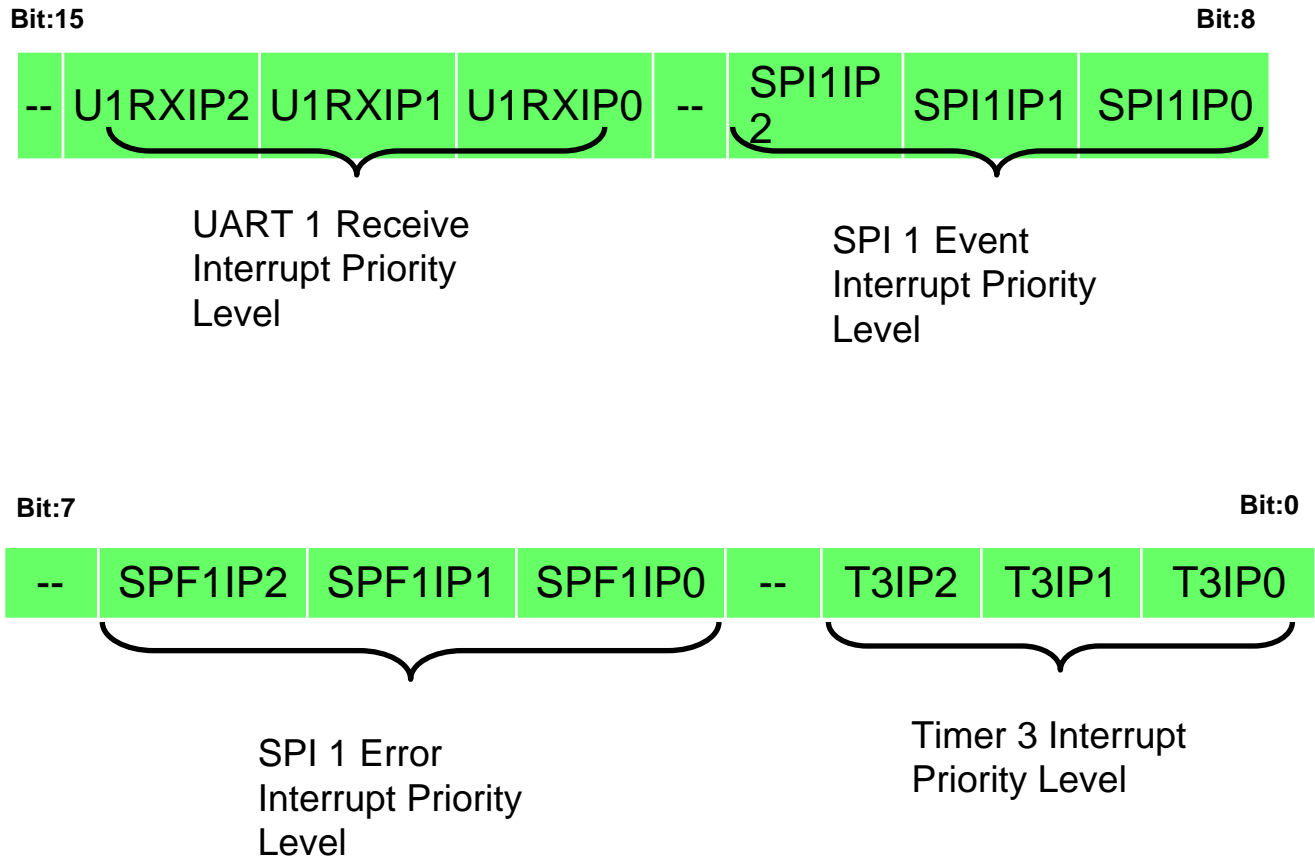 Bit:15 Bit:8
-- U1RXIP2 U1RXIP1 U1RXIP0 -- SPI1IP
2 SPI1IP1 SPI1IP0
UART 1 Receive
Interrupt Priority
Level
SPI 1 Event
Interrupt Priority
Level
Bit:7 Bit:0
-- SPF1IP2 SPF1IP1 SPF1IP0 -- T3IP2 T3IP1 T3IP0
SPI 1 Error
Interrupt Priority
Level
Timer 3 Interrupt
Priority Level